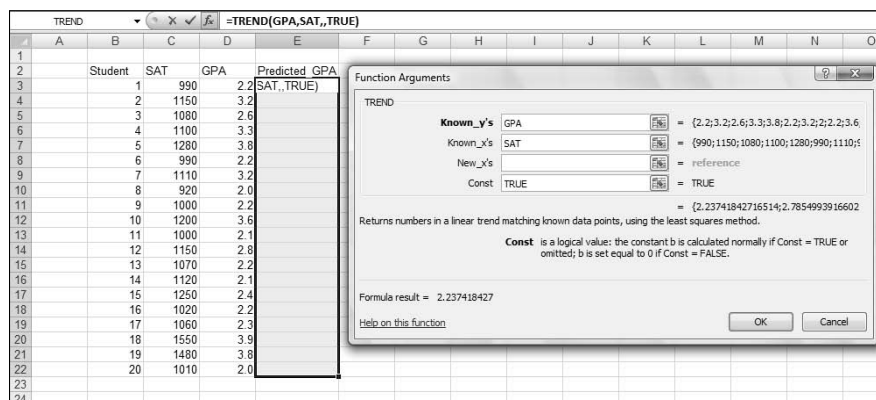 TREND =TREND(GPA,SAT,,TRUE)
A B C D E F G H I J K L M N O
1
2 Student SAT GPA Predicted GPA
3 1 990 2.2 SAT,,TRUE)
4 2 1150 3.2
5 3 1080 2.6
6 4 1100 3.3
7 5 1280 3.8
8 6 990 2.2
9 7 1110 3.2
10 8 920 2.0
11 9 1000 2.2
12 10 1200 3.6
13 11 1000 2.1
14 12 1150 2.8
15 13 1070 2.2
16 14 1120 2.1
17 15 1250 2.4
18 16 1020 2.2
19 17 1060 2.3
20 18 1550 3.9
21 19 1480 3.8
22 20 1010 2.0
23
24
Function Arguments
TREND
Known_y's GPA = {2.2;3.2;2.6;3.3;3.8;2.2;3.2;2;2.2;3.6;
Known_x's SAT = {990;1150;1080;1100;1280;990;1110;9
New_x's = reference
Const TRUE = TRUE
= {2.23741842716514;2.7854993916602
Returns numbers in a linear trend matching known data points, using the least squares method.
Const is a logical value: the constant b is calculated normally if Const = TRUE or
omitted; b is set equal to 0 if Const = FALSE.
Formula result = 2.237418427
Help on this function OK Cancel